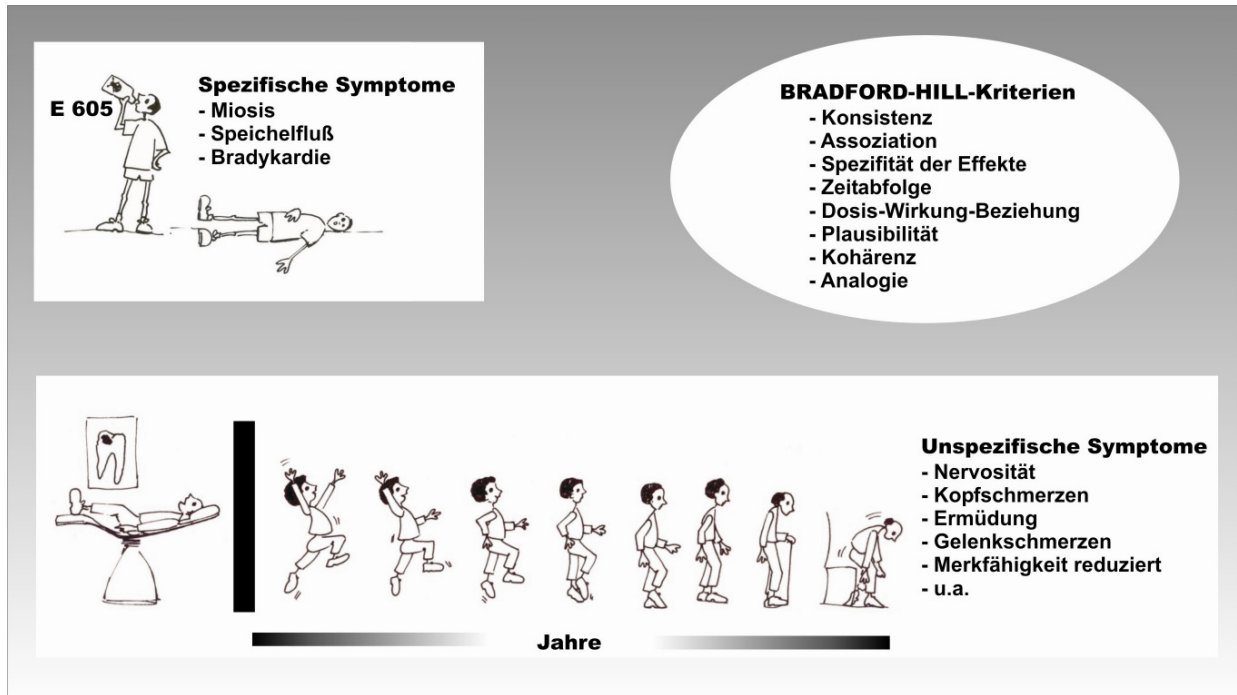 E 605
Spezifische Symptome
- Miosis
- Speichelfluß
- Bradykardie
BRADFORD-HILL-Kriterien
- Konsistenz
- Assoziation
- Spezifität der Effekte
- Zeitabfolge
- Dosis-Wirkung-Beziehung
- Plausibilität
- Kohärenz
- Analogie
Unspezifische Symptome
- Nervosität
- Kopfschmerzen
- Ermüdung
- Gelenkschmerzen
- Merkfähigkeit reduziert
- u.a.
Jahre